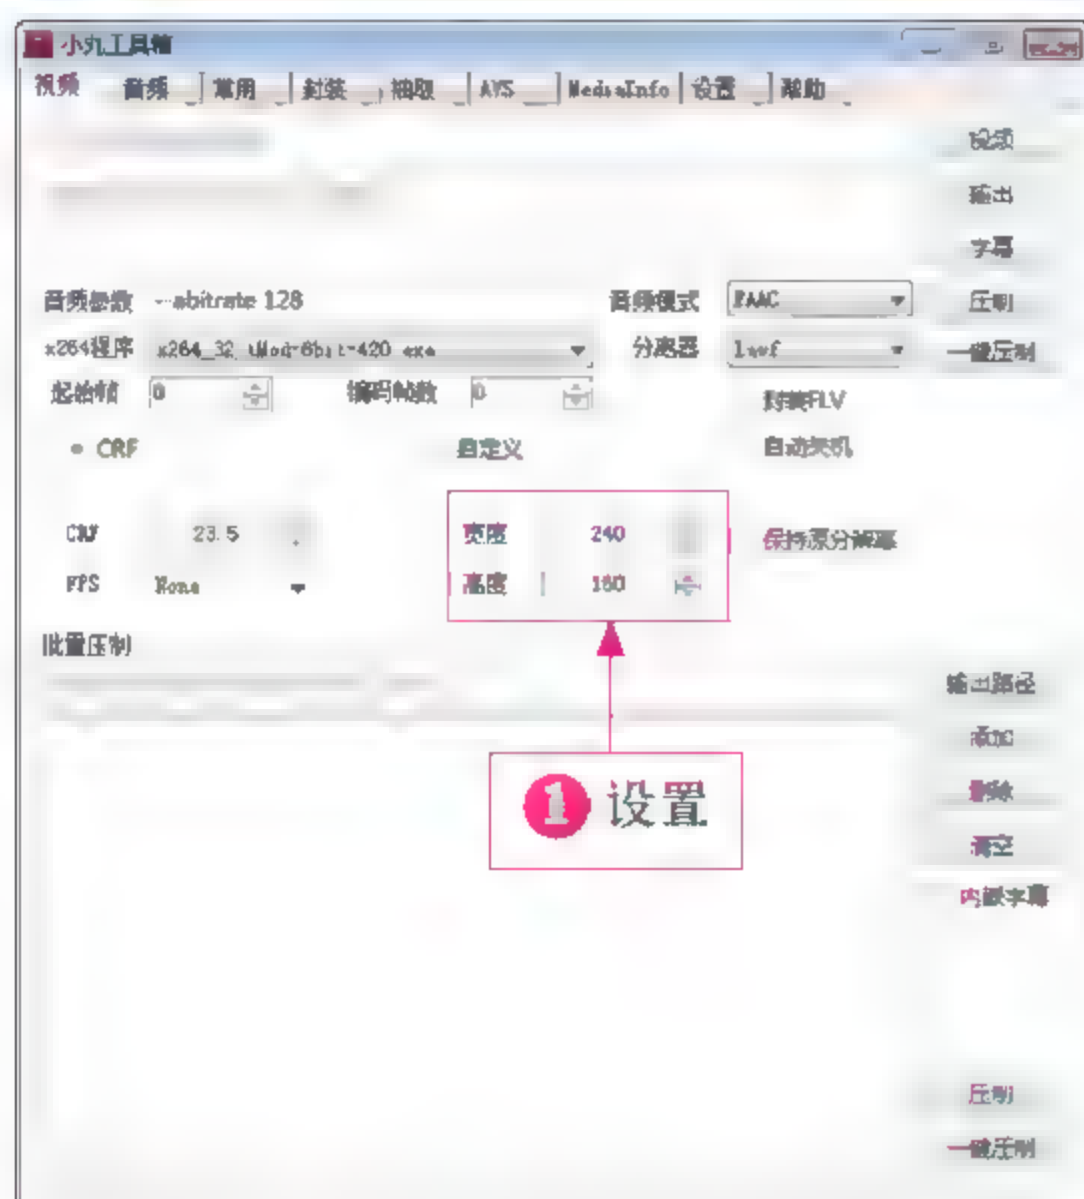 小丸工具箱
视频 音频 常用 封装 抽取 AVS MediaInfo 设置 帮助
视频
输出
字幕
音频参数 --abitrate 128 音频模式 FAAC 压制
x264程序 x264_32_tMod-8bit-420.exe 分离器 lavf 一键压制
起始帧 0 编码帧数 0 封装FLV
CRF 自定义 自动关机
CRF 23.5 宽度 240 保持原分辨率
FPS None 高度 160
批量压制
输出路径
添加
1 设置
删除
清空
内嵌字幕
压制
一键压制